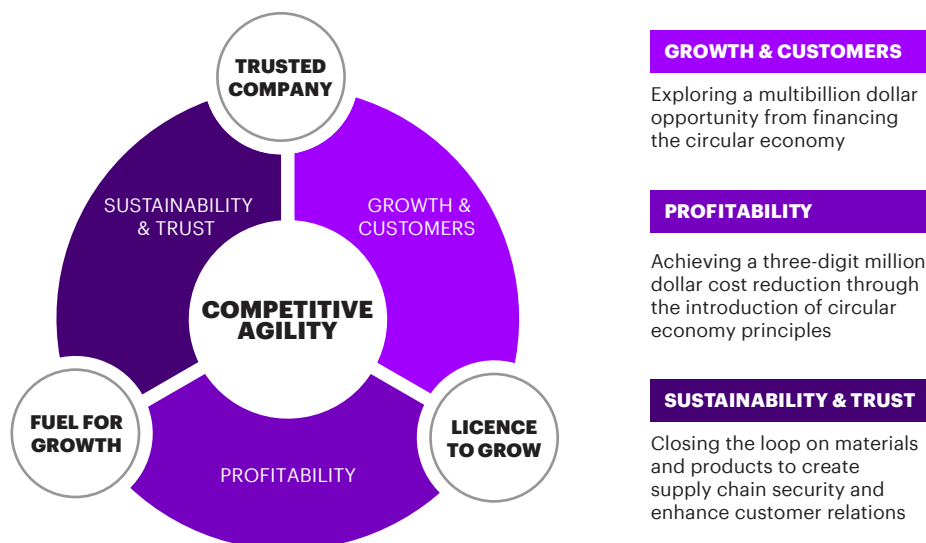 TRUSTED
COMPANY
SUSTAINABILITY
& TRUST
GROWTH &
CUSTOMERS
COMPETITIVE
AGILITY
FUEL FOR
GROWTH
LICENCE
TO GROW
PROFITABILITY
GROWTH & CUSTOMERS
Exploring a multibillion dollar
opportunity from financing
the circular economy
PROFITABILITY
Achieving a three-digit million
dollar cost reduction through
the introduction of circular
economy principles
SUSTAINABILITY & TRUST
Closing the loop on materials
and products to create
supply chain security and
enhance customer relations